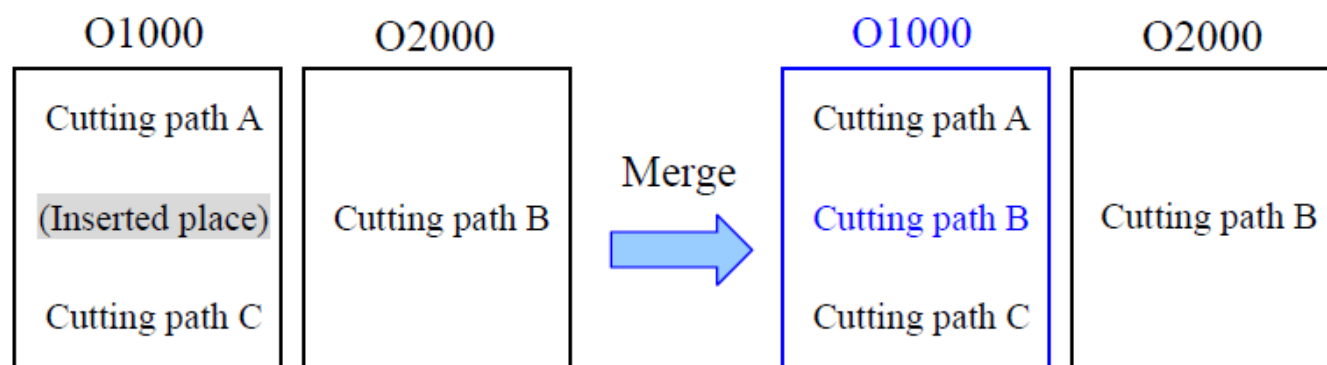 O1000
Cutting path A
(Inserted place)
Cutting path C
O2000
Cutting path B
Merge
O1000
Cutting path A
Cutting path B
Cutting path C
O2000
Cutting path B